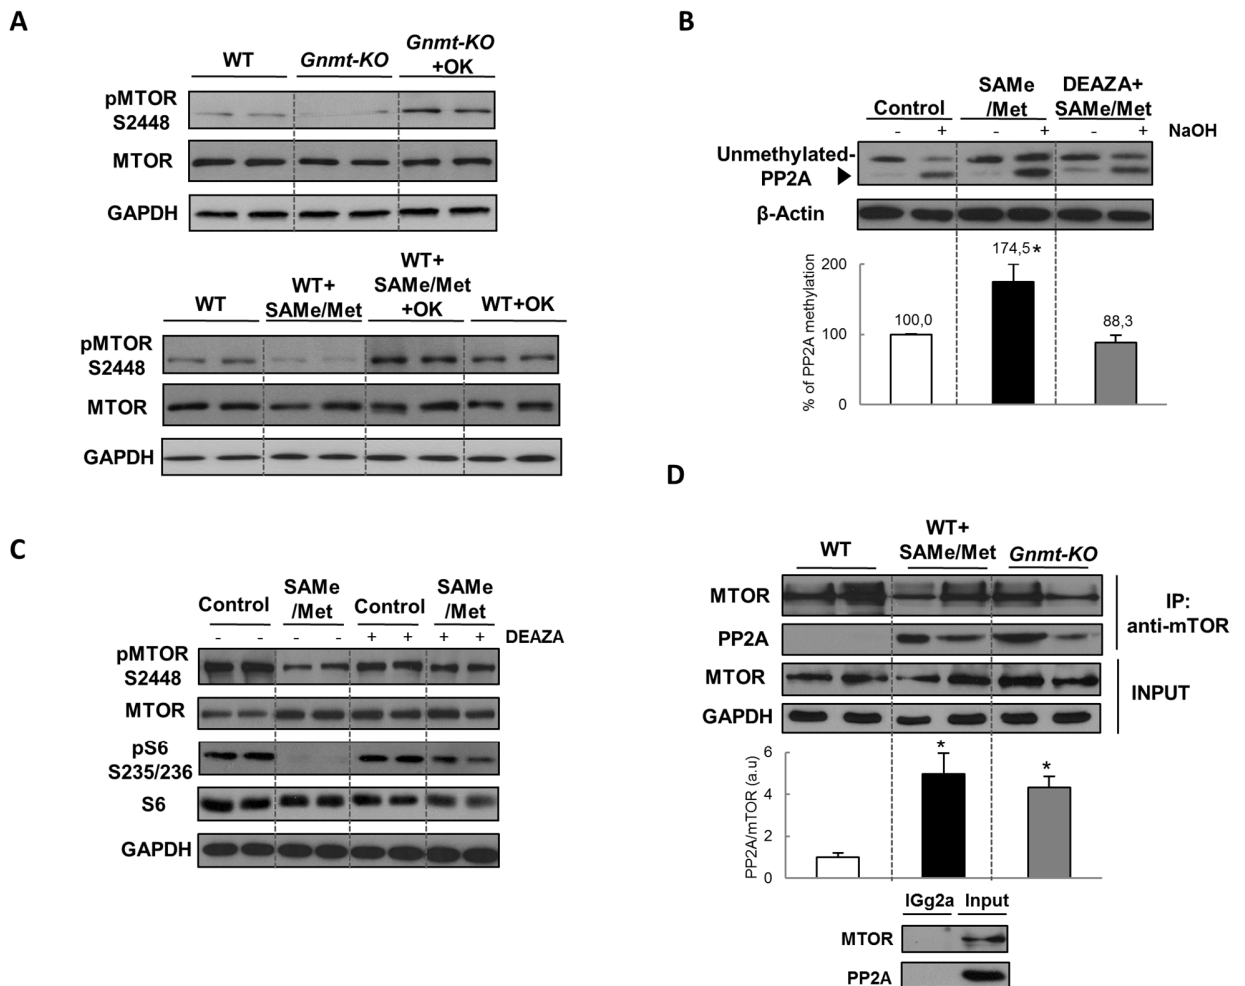 A
WT
Gnmt-KO
Gnmt-KO
+OK
pMTOR
S2448
MTOR
GAPDH
WT
WT+
SAMe/Met
WT+
SAMe/Met
+OK
WT+OK
pMTOR
S2448
MTOR
GAPDH
B
Control
SAMe
/Met
DEAZA+
SAMe/Met
- + - + - + NaOH
Unmethylated-
PP2A
β-Actin
% of PP2A methylation
200
100
0
100,0
174,5 *
88,3
C
Control
SAMe
/Met
Control
SAMe
/Met
- - - - + + + + DEAZA
pMTOR
S2448
MTOR
pS6
S235/236
S6
GAPDH
D
WT
WT+
SAMe/Met
Gnmt-KO
MTOR
PP2A
IP:
anti-mTOR
MTOR
GAPDH
INPUT
PP2A/mTOR (a.u)
6
4
2
0
*
*
IGg2a Input
MTOR
PP2A